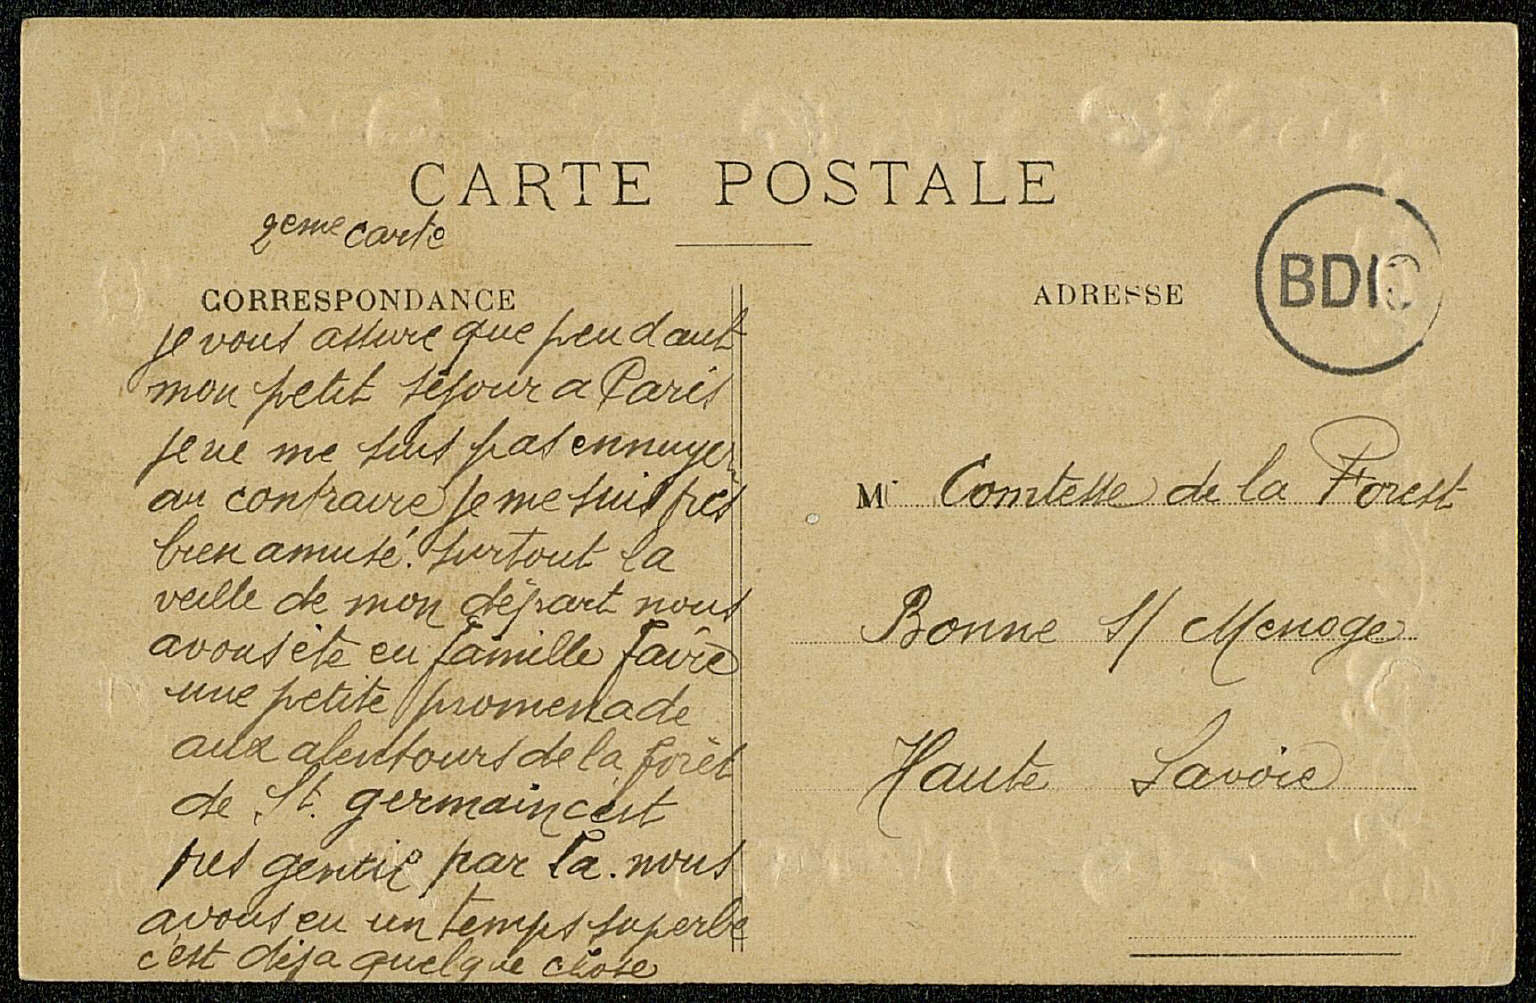 CARTE POSTALE
2eme carte
CORRESPONDANCE
je vous assure que pendant
mon petit séjour a Paris
je ne me suis pas ennuyer
au contraire je me suis très
bien amusé. surtout la
veille de mon départ nous
avons été en famille faire
une petite promenade
aux alentours de la forêt
de St. germain c'est
très gentil par la. nous
avons eu un temps superbe
c'est déja quelque chose
ADRESSE
BDIC
M Comtesse de la Forest
Bonne s/ Menoge
Haute Savoie